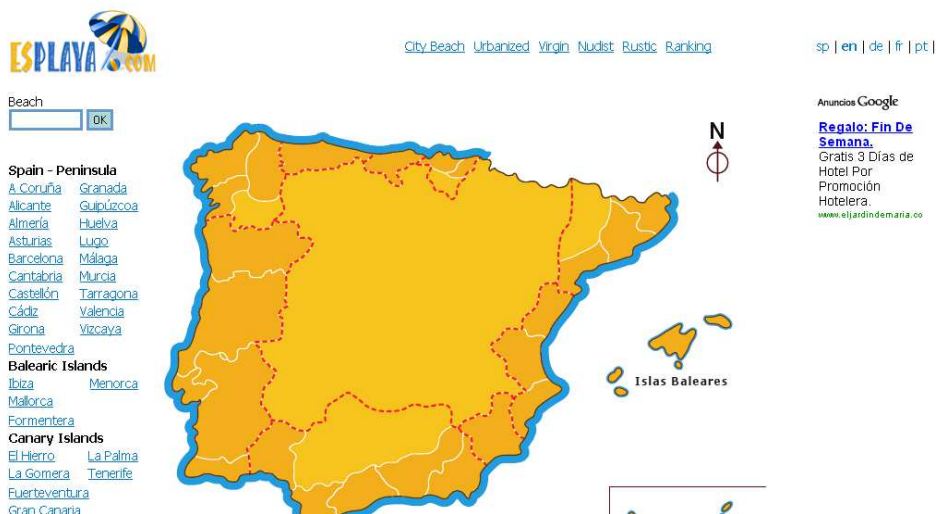 ESPLAYA.COM
City Beach Urbanized Virgin Nudist Rustic Ranking
sp | en | de | fr | pt |
Beach
OK
Spain - Peninsula
A Coruña Granada
Alicante Guipúzcoa
Almería Huelva
Asturias Lugo
Barcelona Málaga
Cantabria Murcia
Castellón Tarragona
Cádiz Valencia
Girona Vizcaya
Pontevedra
Balearic Islands
Ibiza Menorca
Mallorca
Formentera
Canary Islands
El Hierro La Palma
La Gomera Tenerife
Fuerteventura
Gran Canaria
N
Islas Baleares
Anuncios Google
Regalo: Fin De
Semana.
Gratis 3 Días de
Hotel Por
Promoción
Hotelera.
www.eljardindemaria.co